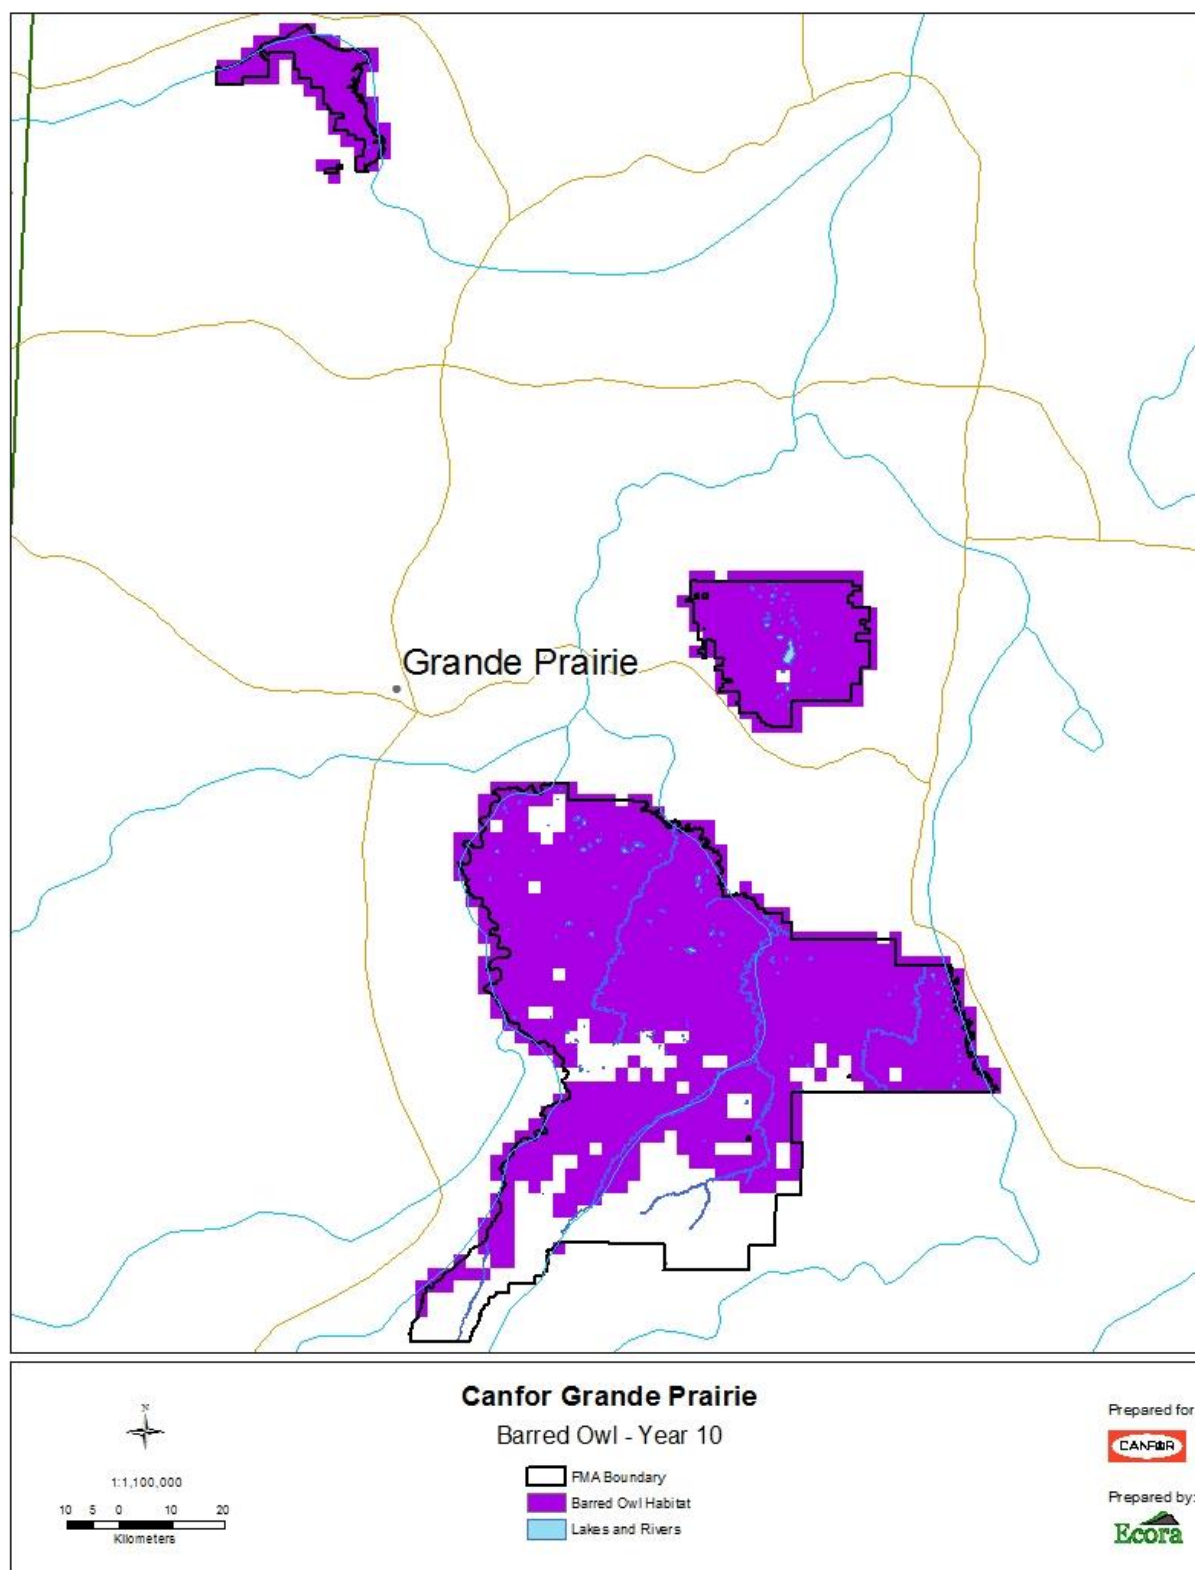 Grande Prairie
Canfor Grande Prairie
Barred Owl - Year 10
N
1:1,100,000
10 5 0 10 20
Kilometers
FMA Boundary
Barred Owl Habitat
Lakes and Rivers
Prepared for
CANFOR
Prepared by:
Ecora